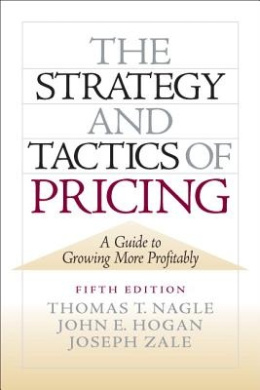 THE
STRATEGY
AND
TACTICS OF
PRICING
A Guide to
Growing More Profitably
FIFTH EDITION
THOMAS T. NAGLE
JOHN E. HOGAN
JOSEPH ZALE